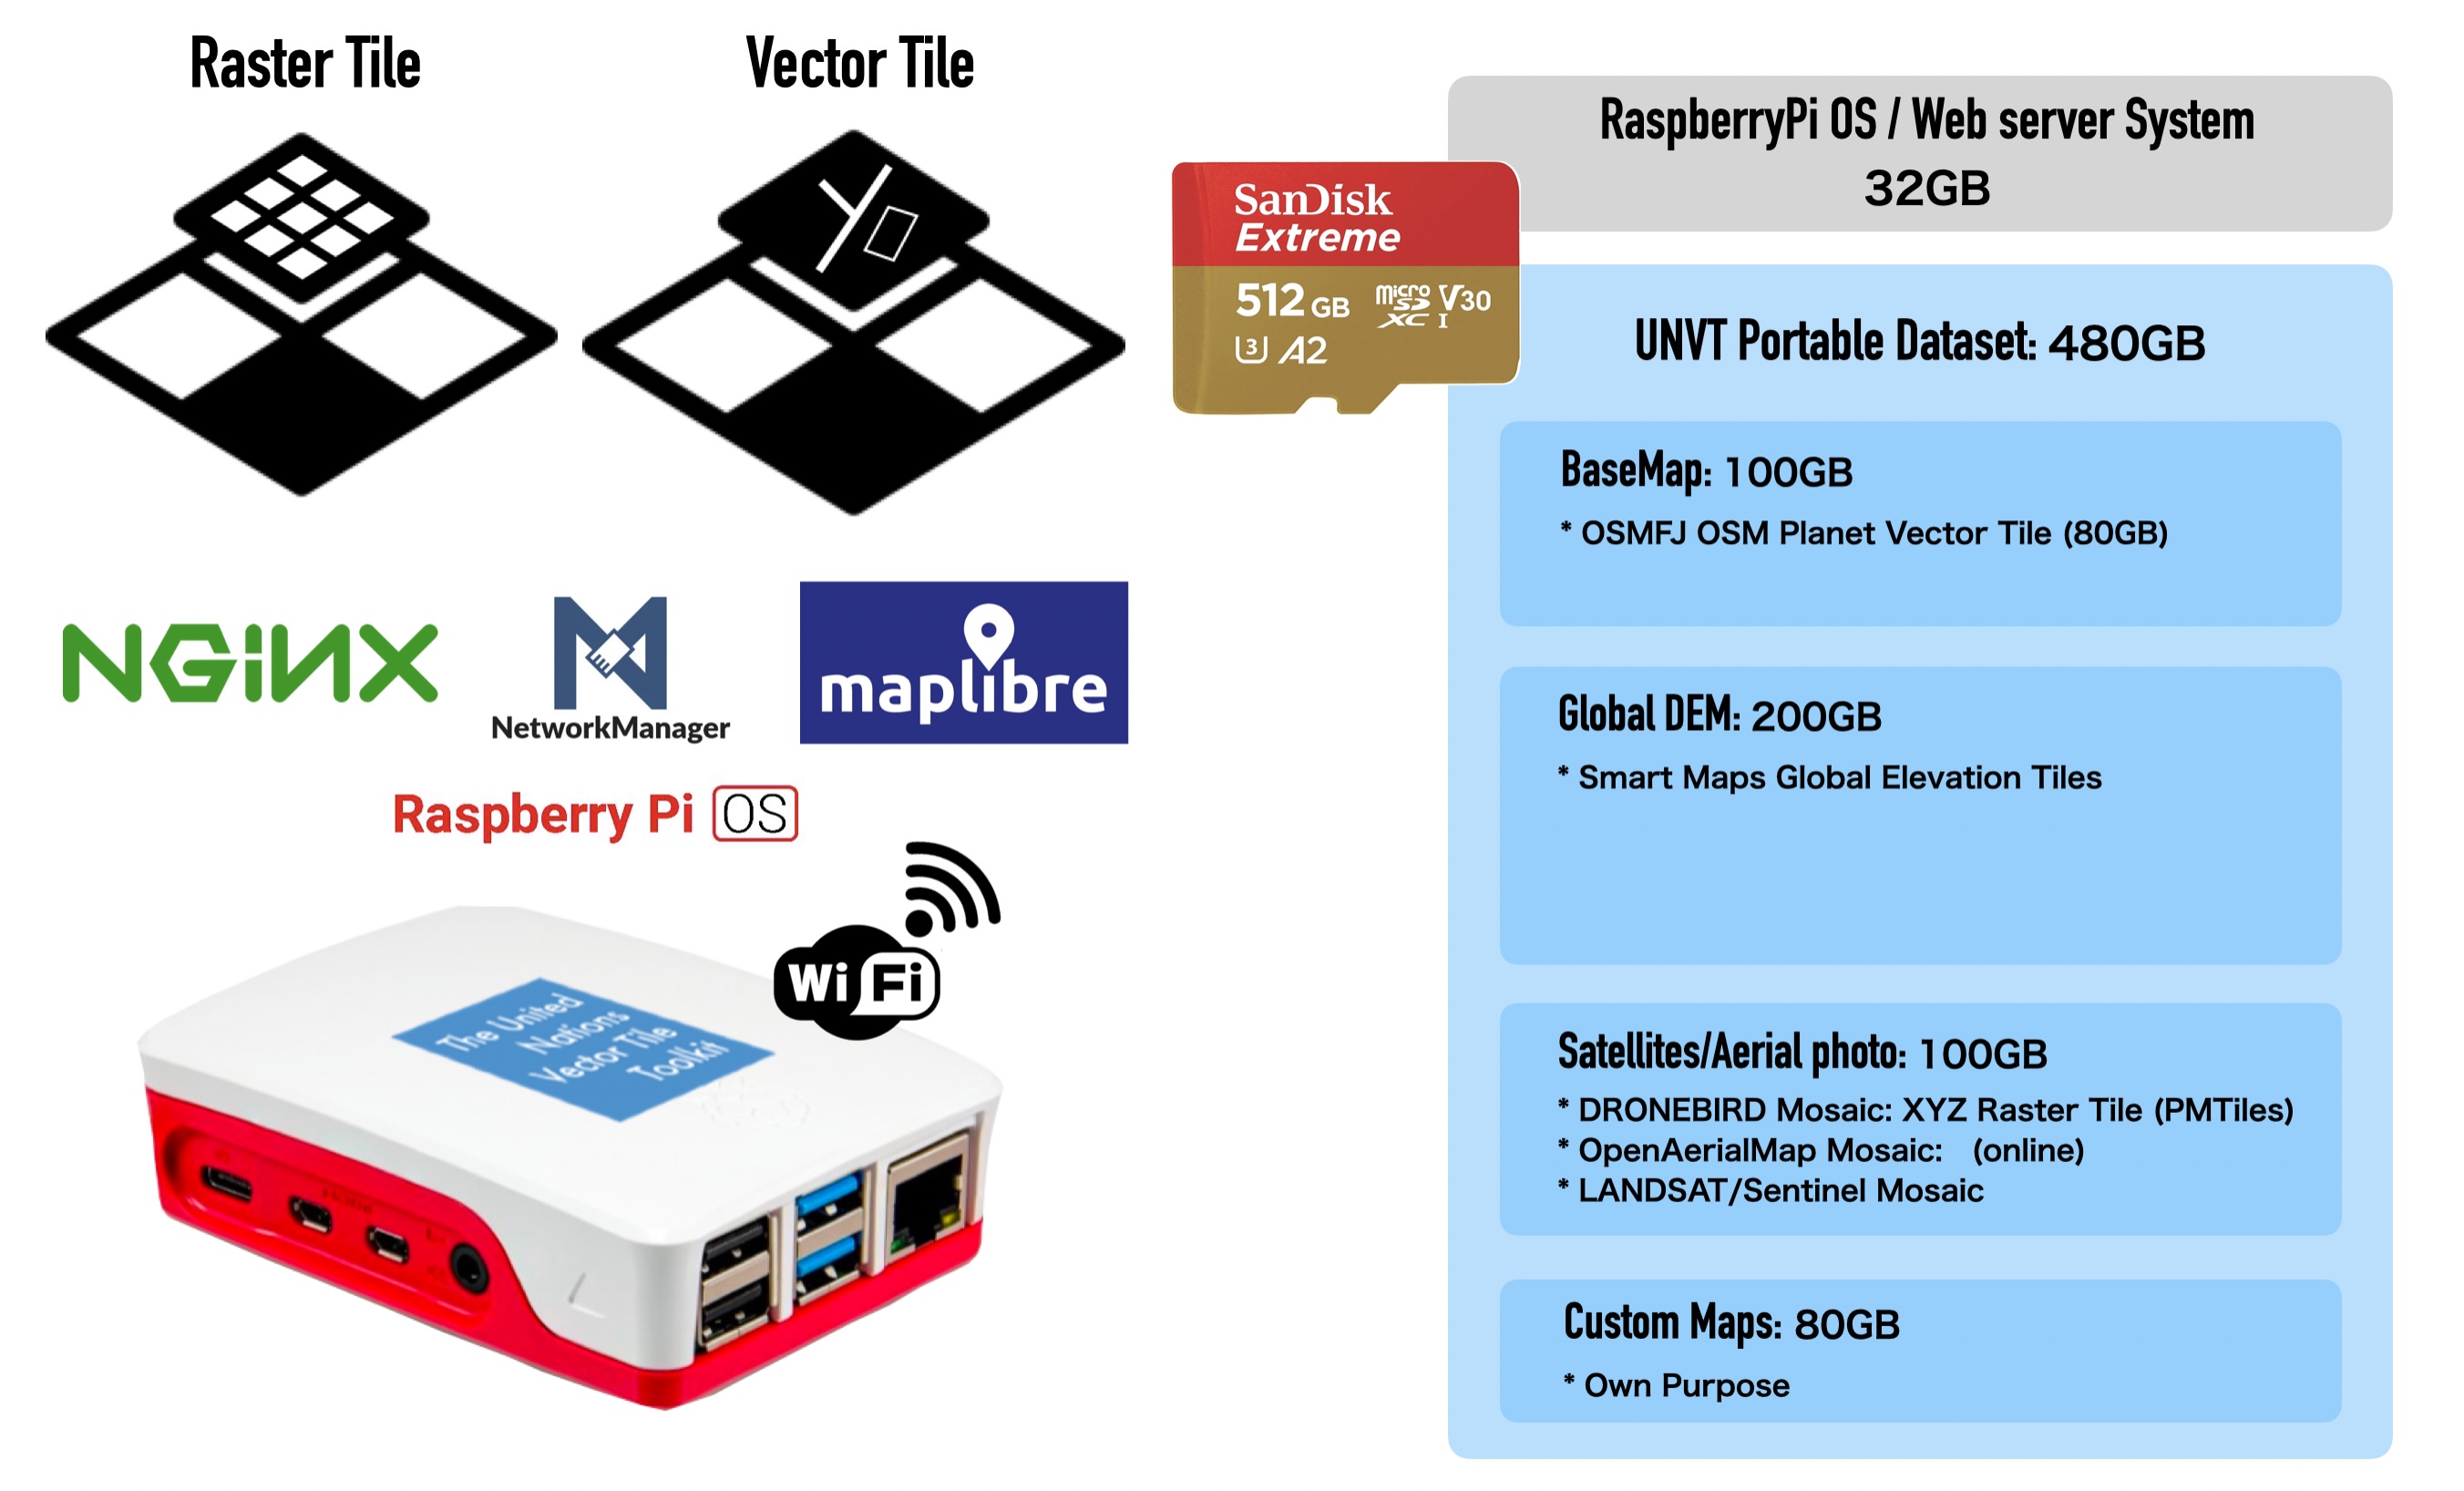 Raster Tile
Vector Tile
NGiNX
NetworkManager
maplibre
Raspberry Pi OS
Wi Fi
The United
Nations
Vector Tile
Toolkit
SanDisk
Extreme
512 GB
micro SD XC I
V30
U3 A2
RaspberryPi OS / Web server System
32GB
UNVT Portable Dataset: 480GB
BaseMap: 100GB
* OSMFJ OSM Planet Vector Tile (80GB)
Global DEM: 200GB
* Smart Maps Global Elevation Tiles
Satellites/Aerial photo: 100GB
* DRONEBIRD Mosaic: XYZ Raster Tile (PMTiles)
* OpenAerialMap Mosaic: (online)
* LANDSAT/Sentinel Mosaic
Custom Maps: 80GB
* Own Purpose